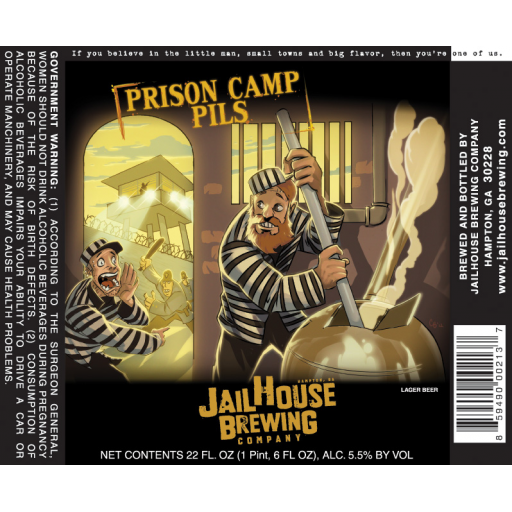 If you believe in the little man, small towns and big flavor, then you're one of us.
PRISON CAMP
PILS
HAMPTON, GA
JAILHOUSE
BREWING
COMPANY
LAGER BEER
NET CONTENTS 22 FL. OZ (1 Pint, 6 FL OZ), ALC. 5.5% BY VOL
GOVERNMENT WARNING: (1) ACCORDING TO THE SURGEON GENERAL,
WOMEN SHOULD NOT DRINK ALCOHOLIC BEVERAGES DURING PREGNANCY
BECAUSE OF THE RISK OF BIRTH DEFECTS. (2) CONSUMPTION OF
ALCOHOLIC BEVERAGES IMPAIRS YOUR ABILITY TO DRIVE A CAR OR
OPERATE MANCHINERY, AND MAY CAUSE HEALTH PROBLEMS.
BREWED AND BOTTLED BY
JAILHOUSE BREWING COMPANY
HAMPTON, GA 30228
www.jailhousebrewing.com
8 59490 00213 7